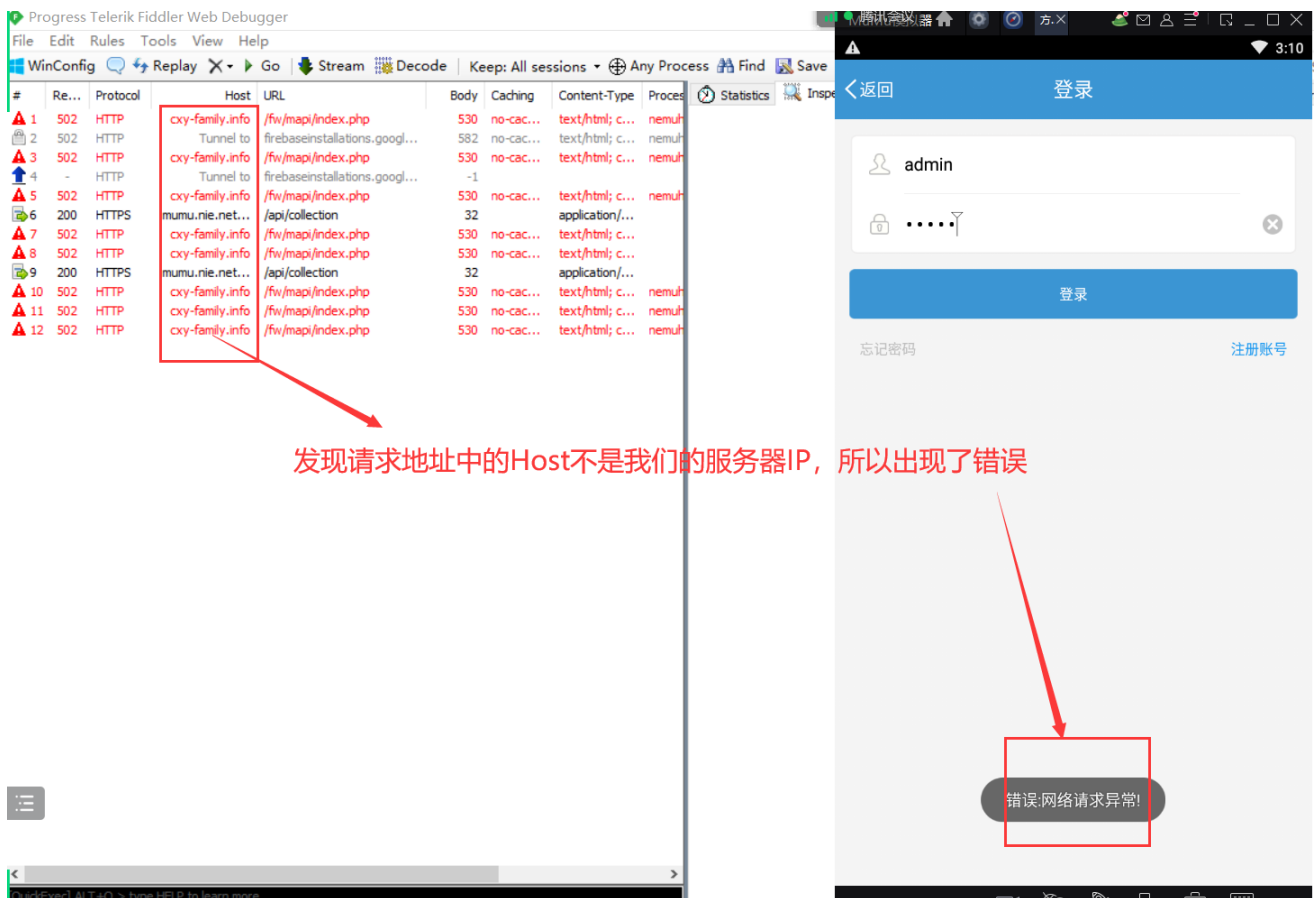 Progress Telerik Fiddler Web Debugger
File Edit Rules Tools View Help
WinConfig Replay Go Stream Decode Keep: All sessions Any Process Find Save
# Re... Protocol Host URL Body Caching Content-Type Proces Statistics Inspe
1 502 HTTP cxy-family.info /fw/mapi/index.php 530 no-cac... text/html; c... nemuh
2 502 HTTP Tunnel to firebaseinstallations.googl... 582 no-cac... text/html; c... nemuh
3 502 HTTP cxy-family.info /fw/mapi/index.php 530 no-cac... text/html; c... nemuh
4 - HTTP Tunnel to firebaseinstallations.googl... -1
5 502 HTTP cxy-family.info /fw/mapi/index.php 530 no-cac... text/html; c... nemuh
6 200 HTTPS mumu.nie.net... /api/collection 32 application/...
7 502 HTTP cxy-family.info /fw/mapi/index.php 530 no-cac... text/html; c...
8 502 HTTP cxy-family.info /fw/mapi/index.php 530 no-cac... text/html; c...
9 200 HTTPS mumu.nie.net... /api/collection 32 application/...
10 502 HTTP cxy-family.info /fw/mapi/index.php 530 no-cac... text/html; c... nemuh
11 502 HTTP cxy-family.info /fw/mapi/index.php 530 no-cac... text/html; c... nemuh
12 502 HTTP cxy-family.info /fw/mapi/index.php 530 no-cac... text/html; c... nemuh
发现请求地址中的Host不是我们的服务器IP，所以出现了错误
腾讯会议
器
方.
3:10
返回
登录
admin
•••••
登录
忘记密码
注册账号
错误:网络请求异常!
[QuickExec] ALT+Q > type HELP to learn more